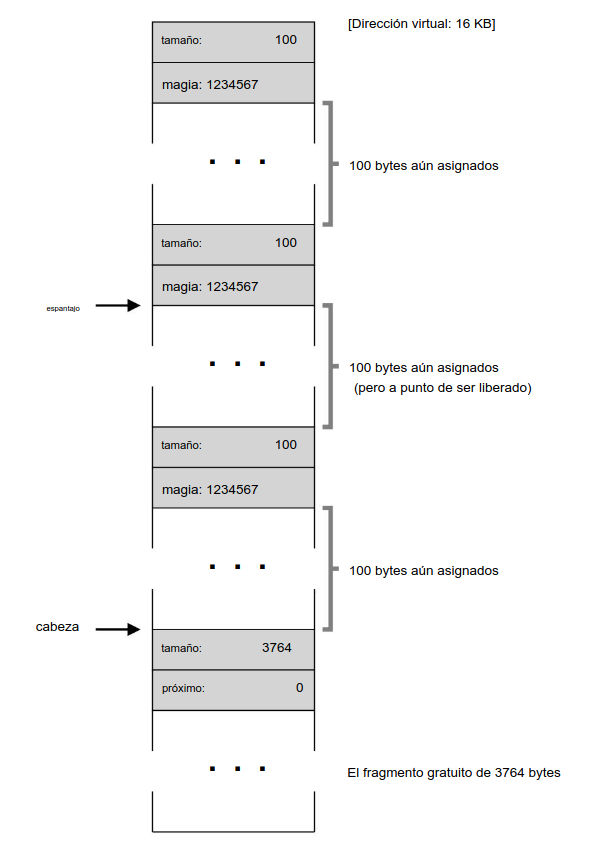 [Dirección virtual: 16 KB]
tamaño: 100
magia: 1234567
100 bytes aún asignados
tamaño: 100
magia: 1234567
espantajo
100 bytes aún asignados
(pero a punto de ser liberado)
tamaño: 100
magia: 1234567
100 bytes aún asignados
cabeza
tamaño: 3764
próximo: 0
El fragmento gratuito de 3764 bytes